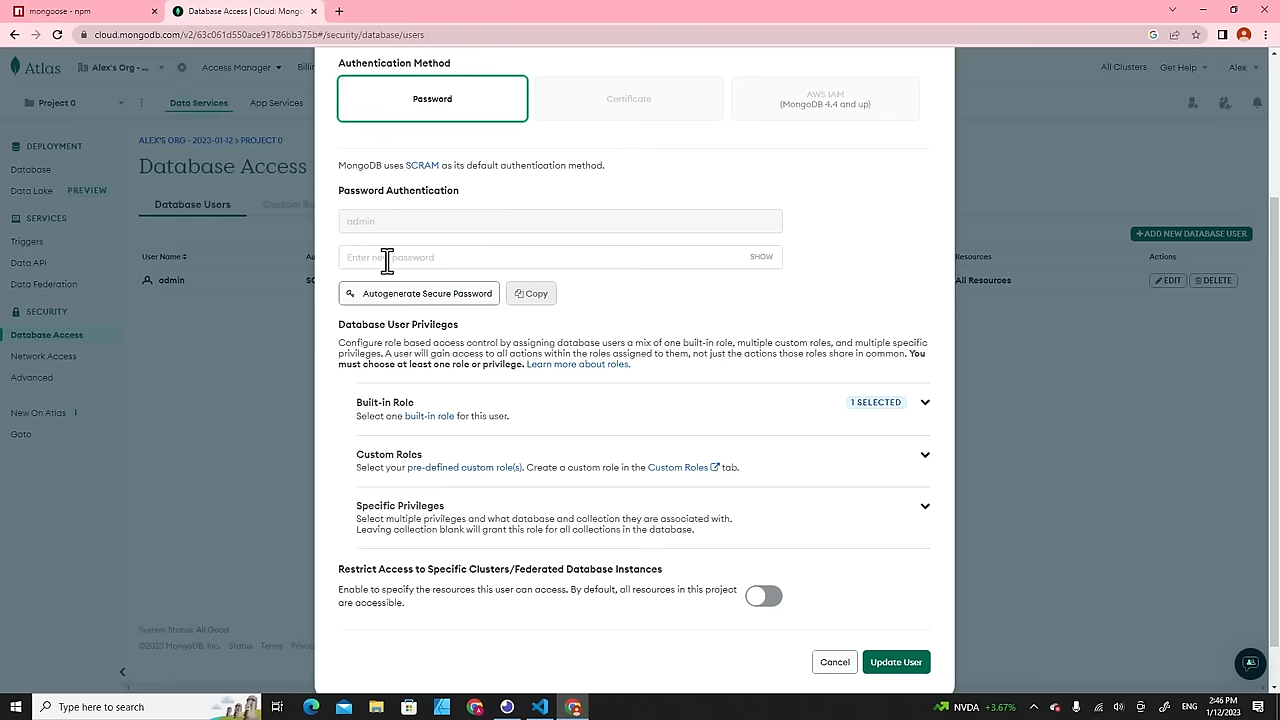 mongoose - npm
Database Access | Cloud: Mongo
cloud.mongodb.com/v2/63c061d550ace91786bb375b#/security/database/users
Atlas
Alex's Org - ...
Access Manager
Billin
All Clusters
Get Help
Alex
Project 0
Data Services
App Services
DEPLOYMENT
Database
Data Lake
PREVIEW
SERVICES
Triggers
Data API
Data Federation
SECURITY
Database Access
Network Access
Advanced
New On Atlas 1
Goto
ALEX'S ORG - 2023-01-12 > PROJECT 0
Database Access
Database Users
Custom Ro
User Name
Au
admin
SC
Authentication Method
Password
Certificate
AWS IAM
(MongoDB 4.4 and up)
MongoDB uses SCRAM as its default authentication method.
Password Authentication
admin
Enter new password
SHOW
Autogenerate Secure Password
Copy
Database User Privileges
Configure role based access control by assigning database users a mix of one built-in role, multiple custom roles, and multiple specific
privileges. A user will gain access to all actions within the roles assigned to them, not just the actions those roles share in common. You
must choose at least one role or privilege. Learn more about roles.
Built-in Role
1 SELECTED
Select one built-in role for this user.
Custom Roles
Select your pre-defined custom role(s). Create a custom role in the Custom Roles tab.
Specific Privileges
Select multiple privileges and what database and collection they are associated with.
Leaving collection blank will grant this role for all collections in the database.
Restrict Access to Specific Clusters/Federated Database Instances
Enable to specify the resources this user can access. By default, all resources in this project
are accessible.
Cancel
Update User
+ ADD NEW DATABASE USER
Resources
Actions
All Resources
EDIT
DELETE
System Status: All Good
©2023 MongoDB, Inc.
Status
Terms
Privac
Type here to search
NVDA +3.67%
2:46 PM
1/12/2023